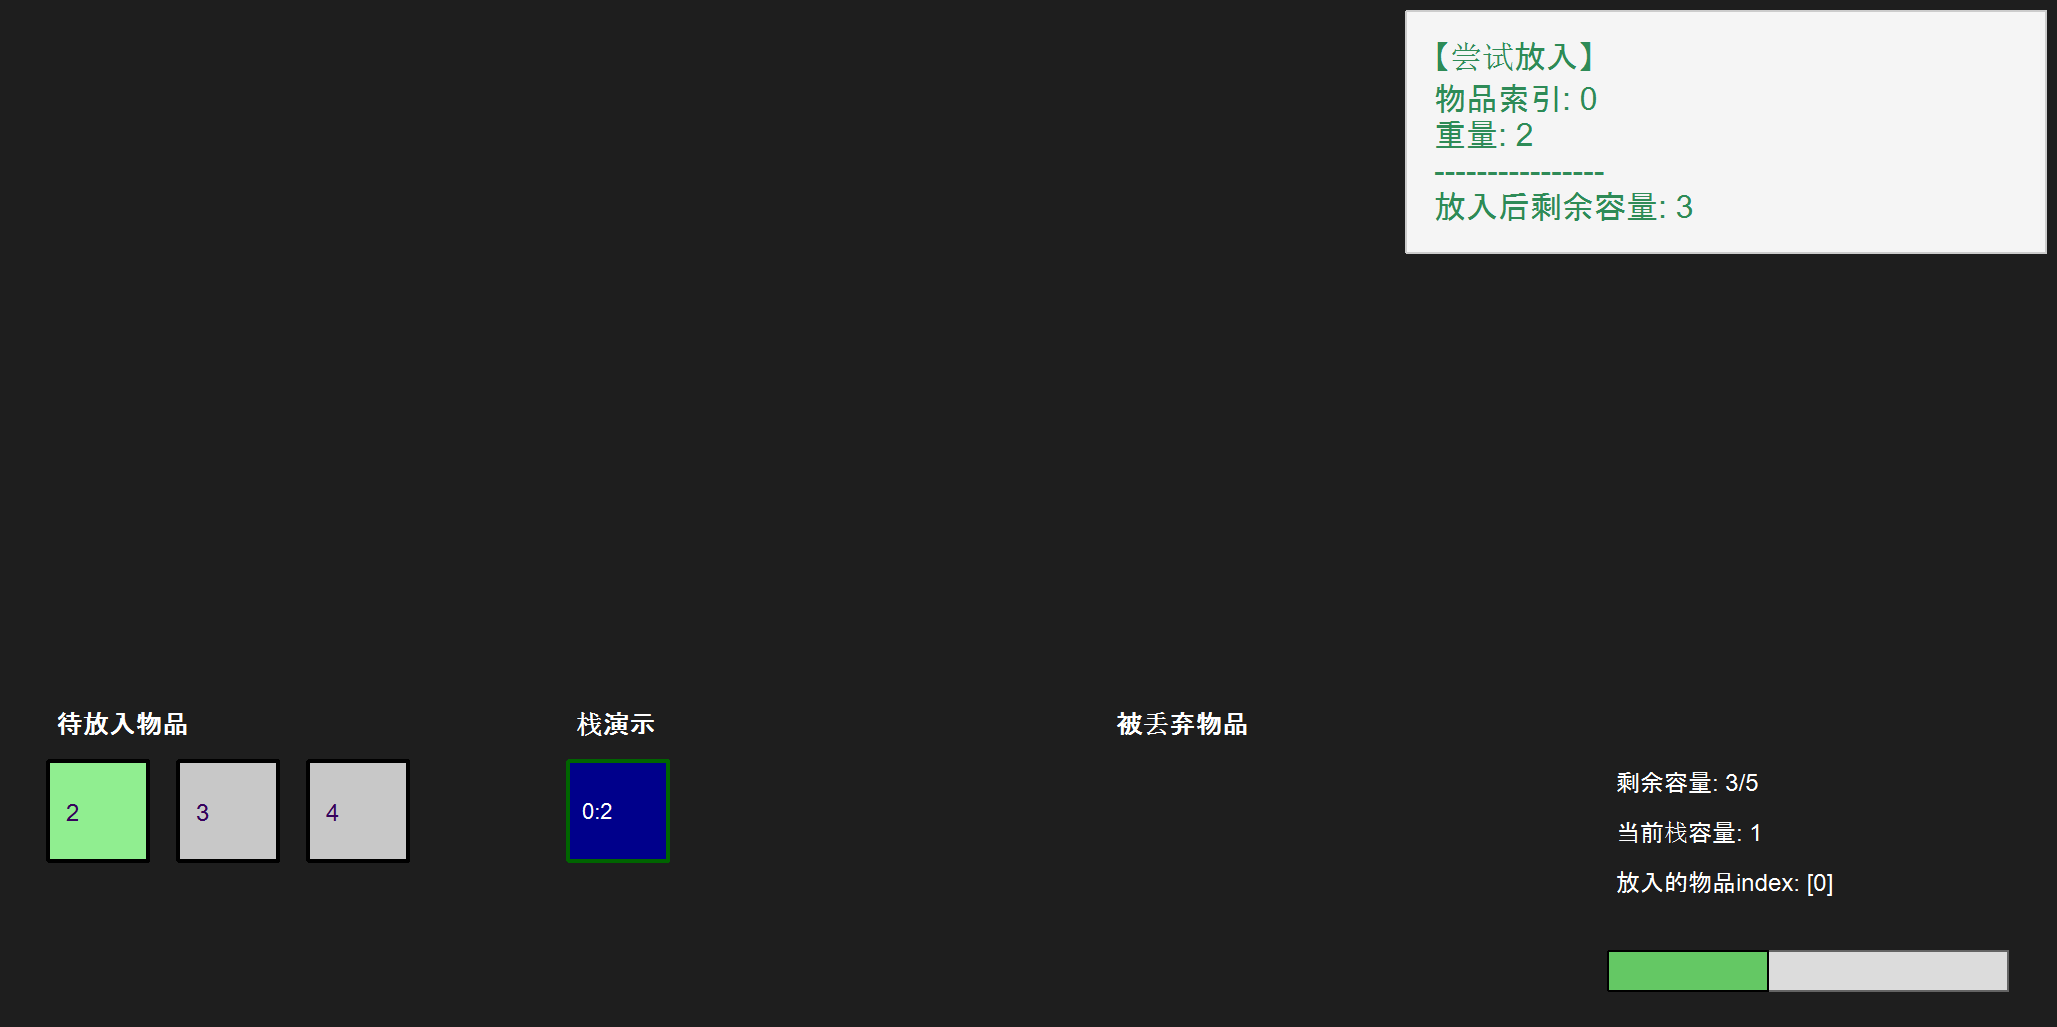 【尝试放入】
物品索引: 0
重量: 2
----------------
放入后剩余容量: 3
待放入物品
栈演示
被丢弃物品
2
3
4
0:2
剩余容量: 3/5
当前栈容量: 1
放入的物品index: [0]